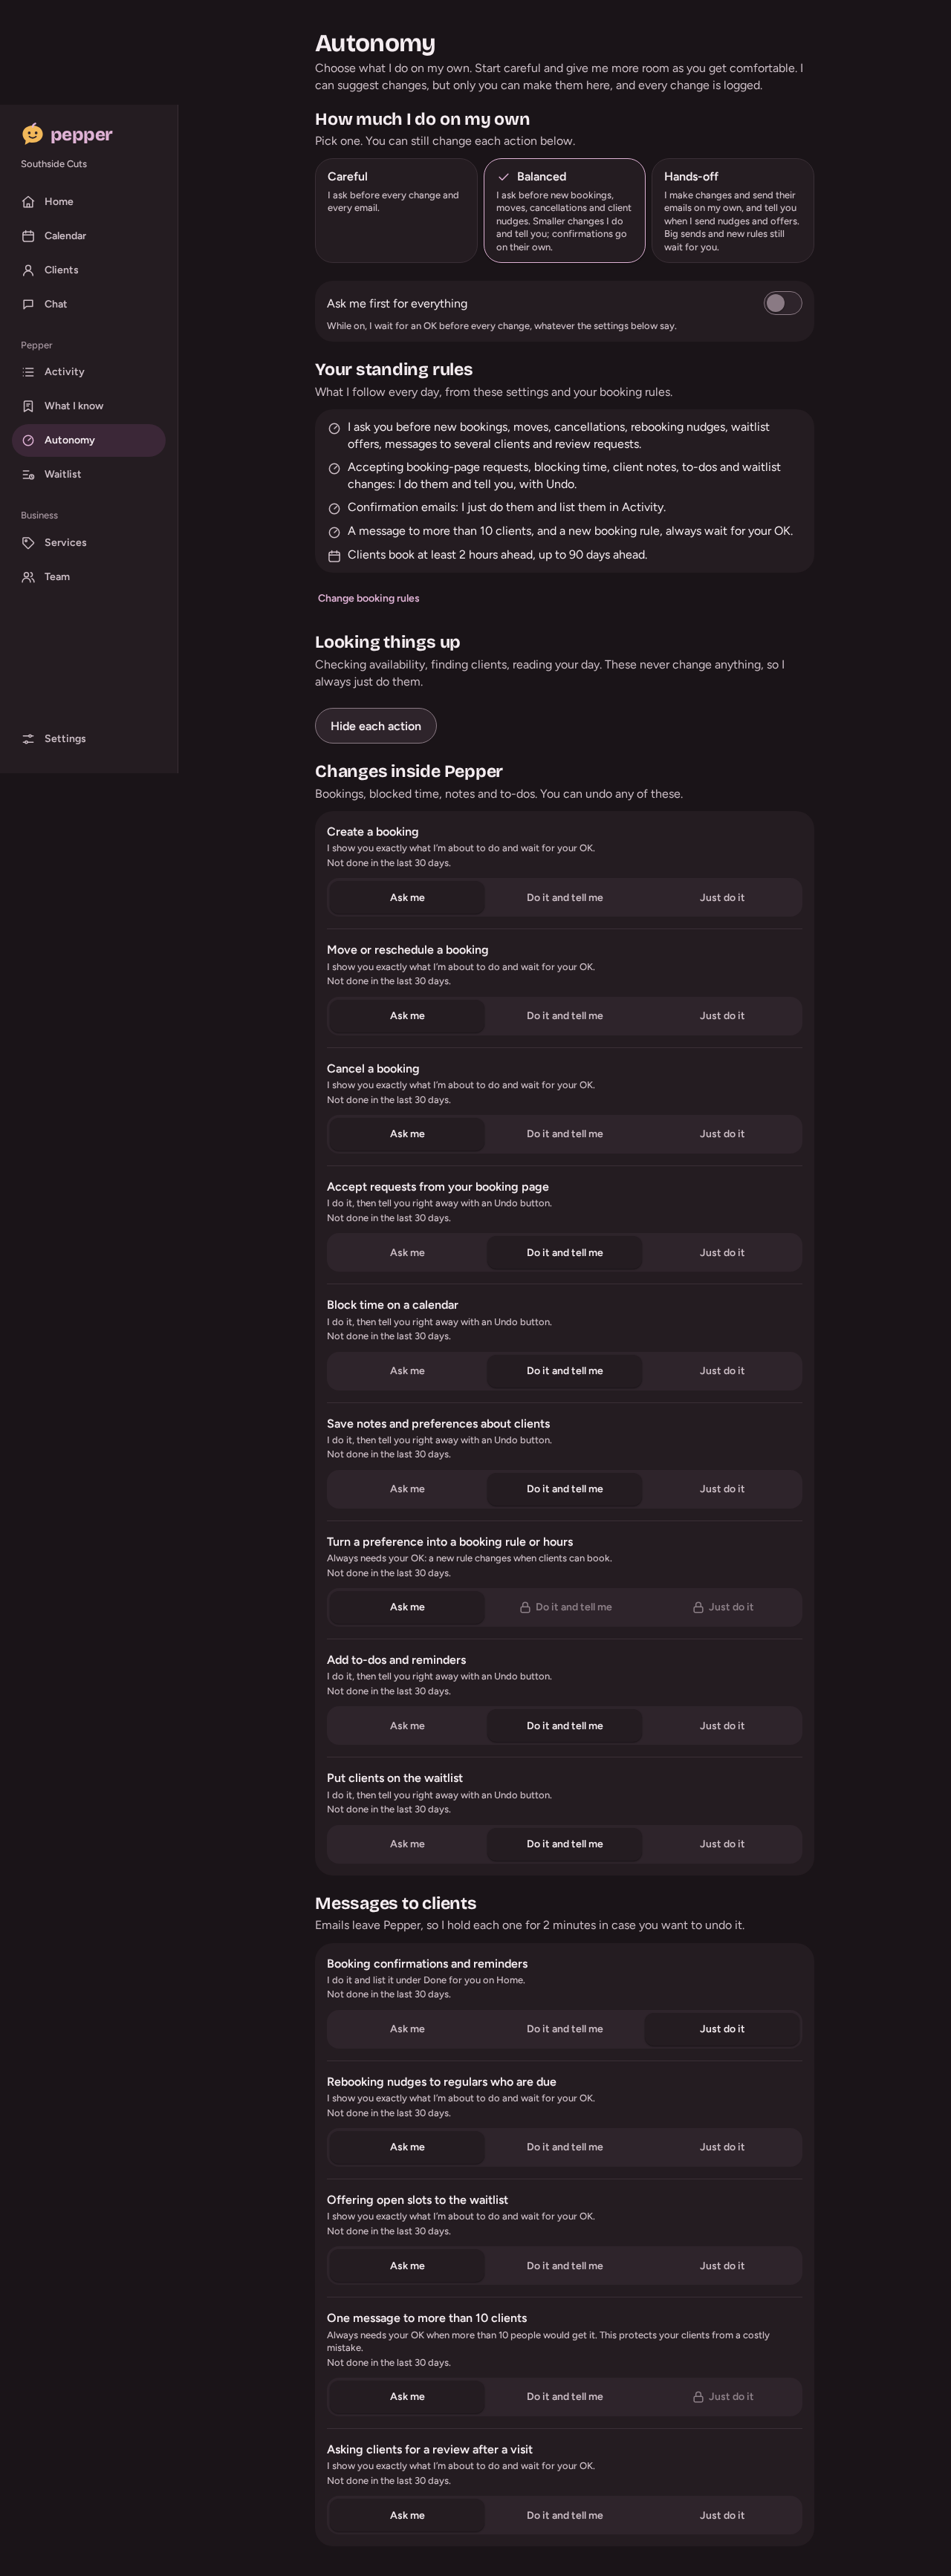 pepper
Southside Cuts
Home
Calendar
Clients
Chat
Pepper
Activity
What I know
Autonomy
Waitlist
Business
Services
Team
Settings
Autonomy
Choose what I do on my own. Start careful and give me more room as you get comfortable. I
can suggest changes, but only you can make them here, and every change is logged.
How much I do on my own
Pick one. You can still change each action below.
Careful
I ask before every change and
every email.
Balanced
I ask before new bookings,
moves, cancellations and client
nudges. Smaller changes I do
and tell you; confirmations go
on their own.
Hands-off
I make changes and send their
emails on my own, and tell you
when I send nudges and offers.
Big sends and new rules still
wait for you.
Ask me first for everything
While on, I wait for an OK before every change, whatever the settings below say.
Your standing rules
What I follow every day, from these settings and your booking rules.
I ask you before new bookings, moves, cancellations, rebooking nudges, waitlist
offers, messages to several clients and review requests.
Accepting booking-page requests, blocking time, client notes, to-dos and waitlist
changes: I do them and tell you, with Undo.
Confirmation emails: I just do them and list them in Activity.
A message to more than 10 clients, and a new booking rule, always wait for your OK.
Clients book at least 2 hours ahead, up to 90 days ahead.
Change booking rules
Looking things up
Checking availability, finding clients, reading your day. These never change anything, so I
always just do them.
Hide each action
Changes inside Pepper
Bookings, blocked time, notes and to-dos. You can undo any of these.
Create a booking
I show you exactly what I'm about to do and wait for your OK.
Not done in the last 30 days.
Ask me Do it and tell me Just do it
Move or reschedule a booking
I show you exactly what I'm about to do and wait for your OK.
Not done in the last 30 days.
Ask me Do it and tell me Just do it
Cancel a booking
I show you exactly what I'm about to do and wait for your OK.
Not done in the last 30 days.
Ask me Do it and tell me Just do it
Accept requests from your booking page
I do it, then tell you right away with an Undo button.
Not done in the last 30 days.
Ask me Do it and tell me Just do it
Block time on a calendar
I do it, then tell you right away with an Undo button.
Not done in the last 30 days.
Ask me Do it and tell me Just do it
Save notes and preferences about clients
I do it, then tell you right away with an Undo button.
Not done in the last 30 days.
Ask me Do it and tell me Just do it
Turn a preference into a booking rule or hours
Always needs your OK: a new rule changes when clients can book.
Not done in the last 30 days.
Ask me Do it and tell me Just do it
Add to-dos and reminders
I do it, then tell you right away with an Undo button.
Not done in the last 30 days.
Ask me Do it and tell me Just do it
Put clients on the waitlist
I do it, then tell you right away with an Undo button.
Not done in the last 30 days.
Ask me Do it and tell me Just do it
Messages to clients
Emails leave Pepper, so I hold each one for 2 minutes in case you want to undo it.
Booking confirmations and reminders
I do it and list it under Done for you on Home.
Not done in the last 30 days.
Ask me Do it and tell me Just do it
Rebooking nudges to regulars who are due
I show you exactly what I'm about to do and wait for your OK.
Not done in the last 30 days.
Ask me Do it and tell me Just do it
Offering open slots to the waitlist
I show you exactly what I'm about to do and wait for your OK.
Not done in the last 30 days.
Ask me Do it and tell me Just do it
One message to more than 10 clients
Always needs your OK when more than 10 people would get it. This protects your clients from a costly
mistake.
Not done in the last 30 days.
Ask me Do it and tell me Just do it
Asking clients for a review after a visit
I show you exactly what I'm about to do and wait for your OK.
Not done in the last 30 days.
Ask me Do it and tell me Just do it